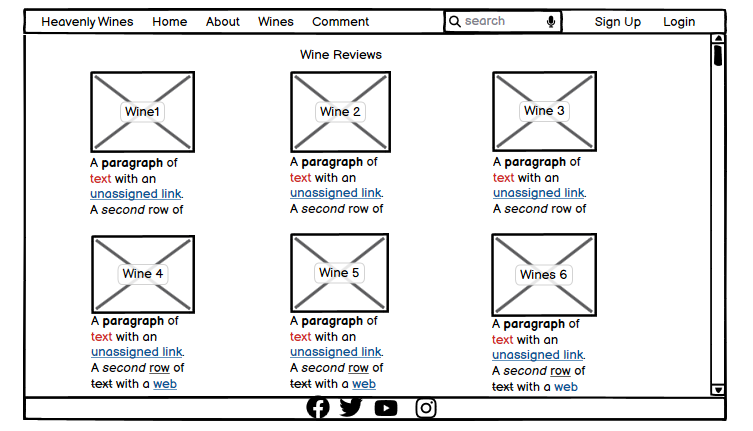 Heavenly Wines Home About Wines Comment search Sign Up Login
Wine Reviews
Wine1
A paragraph of
text with an
unassigned link.
A second row of
Wine 2
A paragraph of
text with an
unassigned link.
A second row of
Wine 3
A paragraph of
text with an
unassigned link.
A second row of
Wine 4
A paragraph of
text with an
unassigned link.
A second row of
text with a web
Wine 5
A paragraph of
text with an
unassigned link.
A second row of
text with a web
Wines 6
A paragraph of
text with an
unassigned link.
A second row of
text with a web